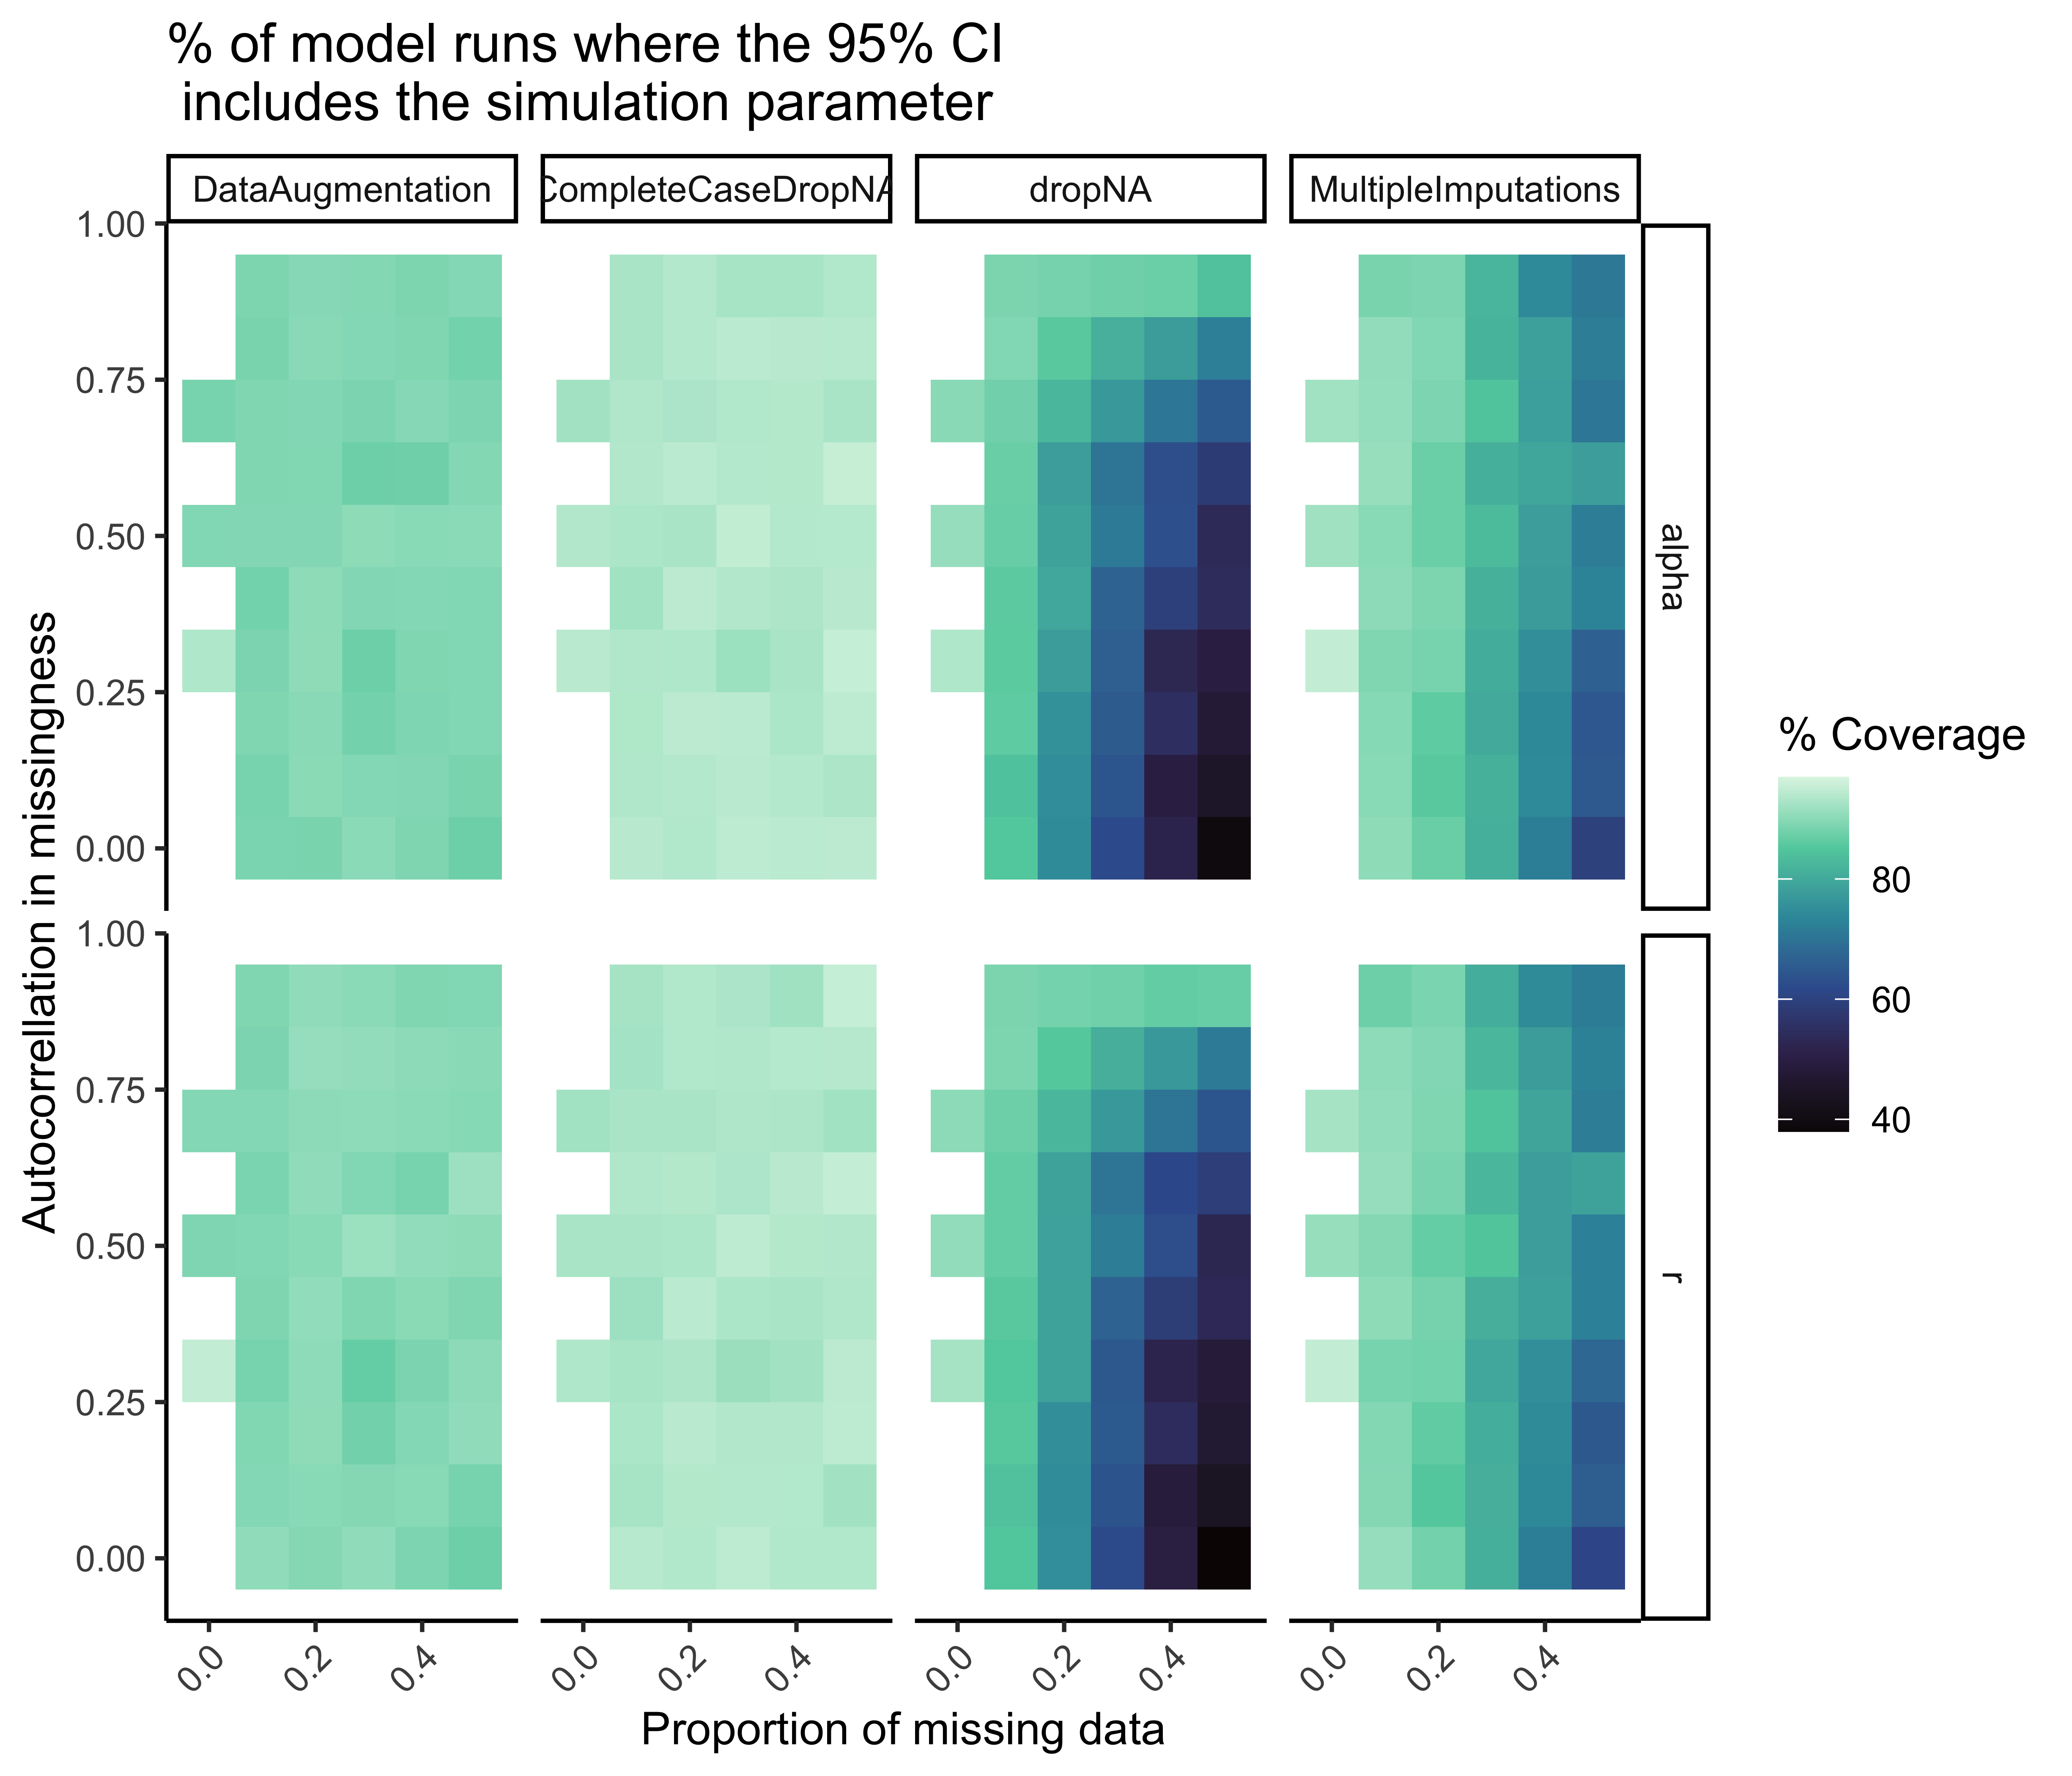 % of model runs where the 95% CI
includes the simulation parameter
DataAugmentation
CompleteCaseDropNA
dropNA
MultipleImputations
1.00
0.75
0.50
0.25
0.00
alpha
1.00
0.75
0.50
0.25
0.00
r
Autocorrellation in missingness
0.0 0.2 0.4
0.0 0.2 0.4
0.0 0.2 0.4
0.0 0.2 0.4
Proportion of missing data
% Coverage
80
60
40